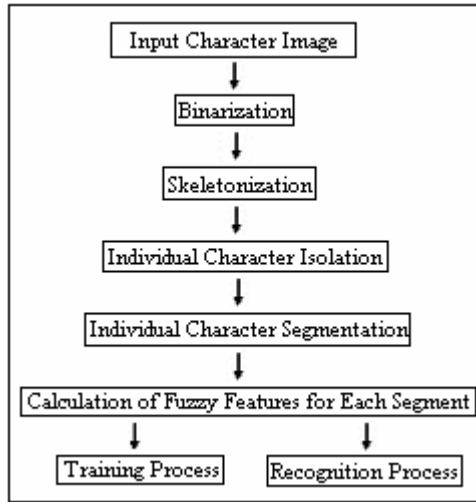 Input Character Image
Binarization
Skeletonization
Individual Character Isolation
Individual Character Segmentation
Calculation of Fuzzy Features for Each Segment
Training Process
Recognition Process